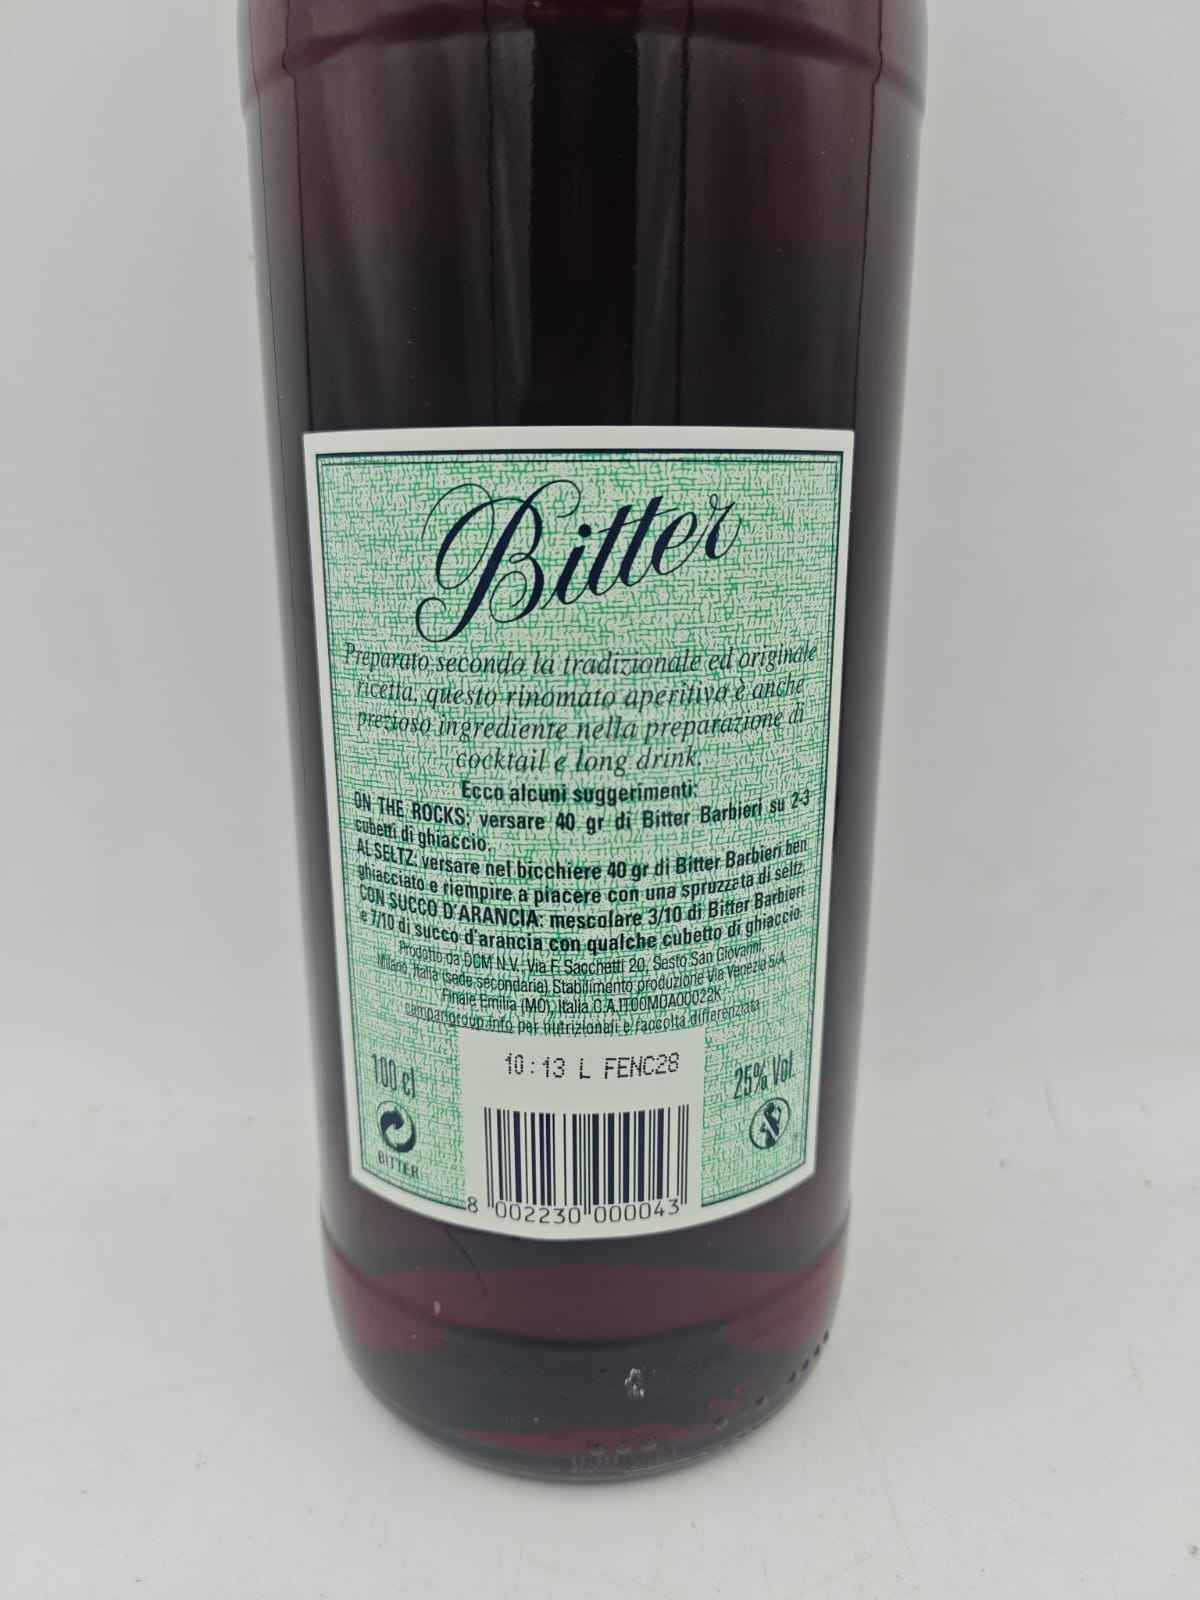 Bitter
Preparato secondo la tradizionale ed originale
ricetta, questo rinomato aperitivo è anche
prezioso ingrediente nella preparazione di
cocktail e long drink.
Ecco alcuni suggerimenti:
ON THE ROCKS: versare 40 gr di Bitter Barbieri su 2-3
cubetti di ghiaccio.
AL SELTZ: versare nel bicchiere 40 gr di Bitter Barbieri ben
ghiacciato e riempire a piacere con una spruzzata di seltz.
CON SUCCO D'ARANCIA: mescolare 3/10 di Bitter Barbieri
e 7/10 di succo d'arancia con qualche cubetto di ghiaccio.
Prodotto da DCM N.V., Via F. Sacchetti 20, Sesto San Giovanni,
Milano, Italia (sede secondaria) Stabilimento produzione Via Venezia 5/A,
Finale Emilia (MO), Italia C.A.IT00MOA00022K
camparigroup.info per nutrizionali e raccolta differenziata
10:13 L FENC28
100 cl
25% Vol.
BITTER
8 002230 000043